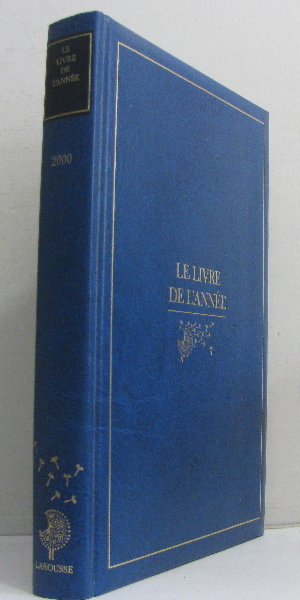 LE
LIVRE
DE
L'ANNÉE
2000
LAROUSSE
LE LIVRE
DE L'ANNÉE